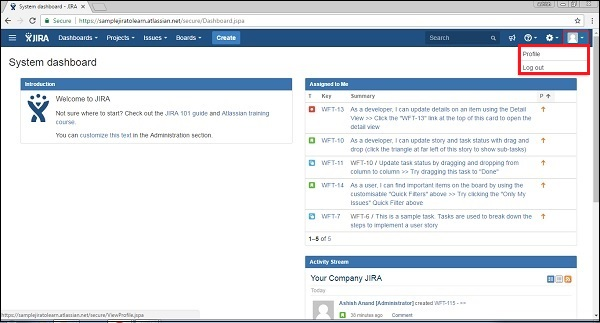 System dashboard - JIRA
Secure | https://samplejiratolearn.atlassian.net/secure/Dashboard.jspa
JIRA Dashboards Projects Issues Boards Create Search
Profile
Log out
System dashboard
Introduction
Welcome to JIRA
Not sure where to start? Check out the JIRA 101 guide and Atlassian training
course.
You can customize this text in the Administration section.
Assigned to Me
T Key Summary P
WFT-13 As a developer, I can update details on an item using the Detail
View >> Click the "WFT-13" link at the top of this card to open the
detail view
WFT-10 As a developer, I can update story and task status with drag and
drop (click the triangle at far left of this story to show sub-tasks)
WFT-11 WFT-10 / Update task status by dragging and dropping from
column to column >> Try dragging this task to "Done"
WFT-14 As a user, I can find important items on the board by using the
customisable "Quick Filters" above >> Try clicking the "Only My
Issues" Quick Filter above
WFT-7 WFT-6 / This is a sample task. Tasks are used to break down the
steps to implement a user story
1–5 of 5
Activity Stream
Your Company JIRA
Today
Ashish Anand [Administrator] created WFT-115 - >>
38 minutes ago Comment
https://samplejiratolearn.atlassian.net/secure/ViewProfile.jspa